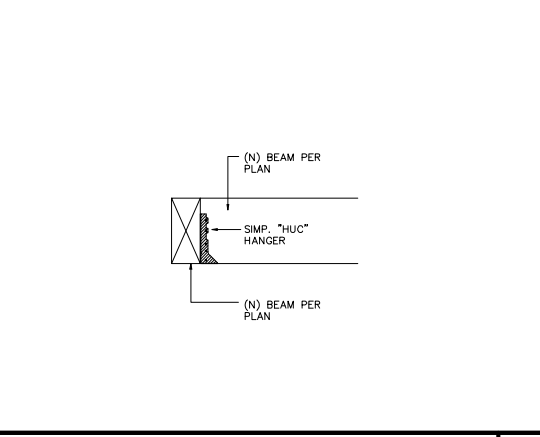 (N) BEAM PER
PLAN
SIMP. "HUC"
HANGER
(N) BEAM PER
PLAN